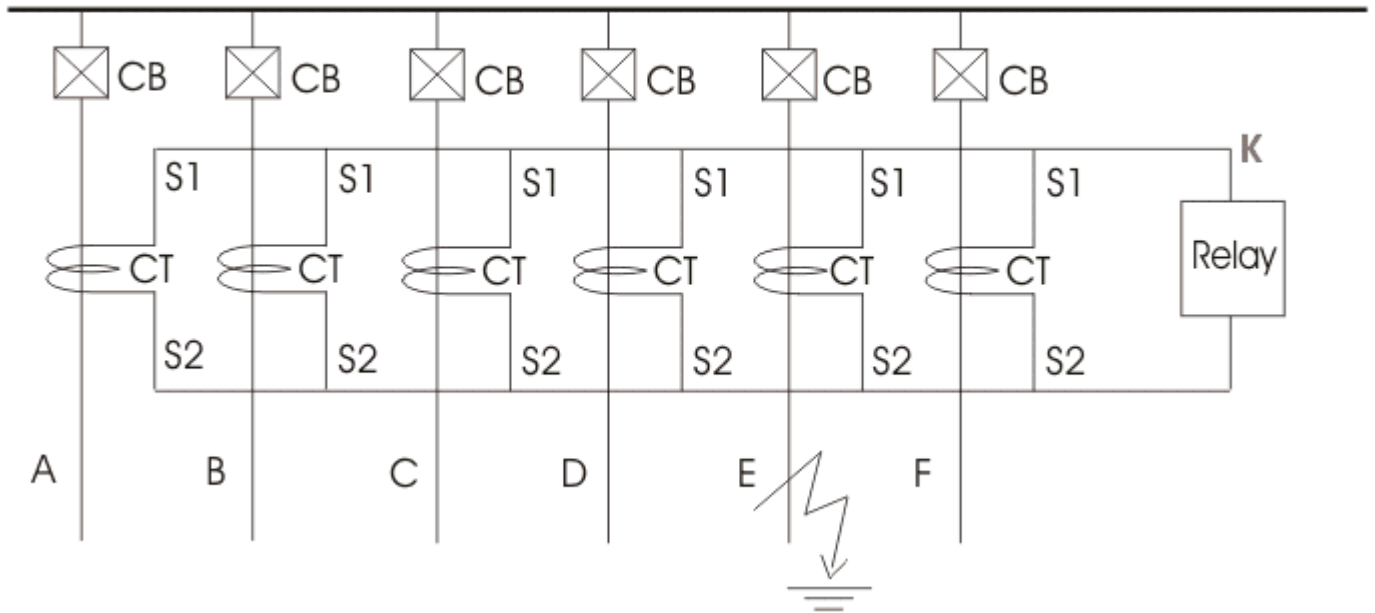 CB CB CB CB CB CB
K
S1 S1 S1 S1 S1 S1
Relay
CT CT CT CT CT CT
S2 S2 S2 S2 S2 S2
A B C D E F